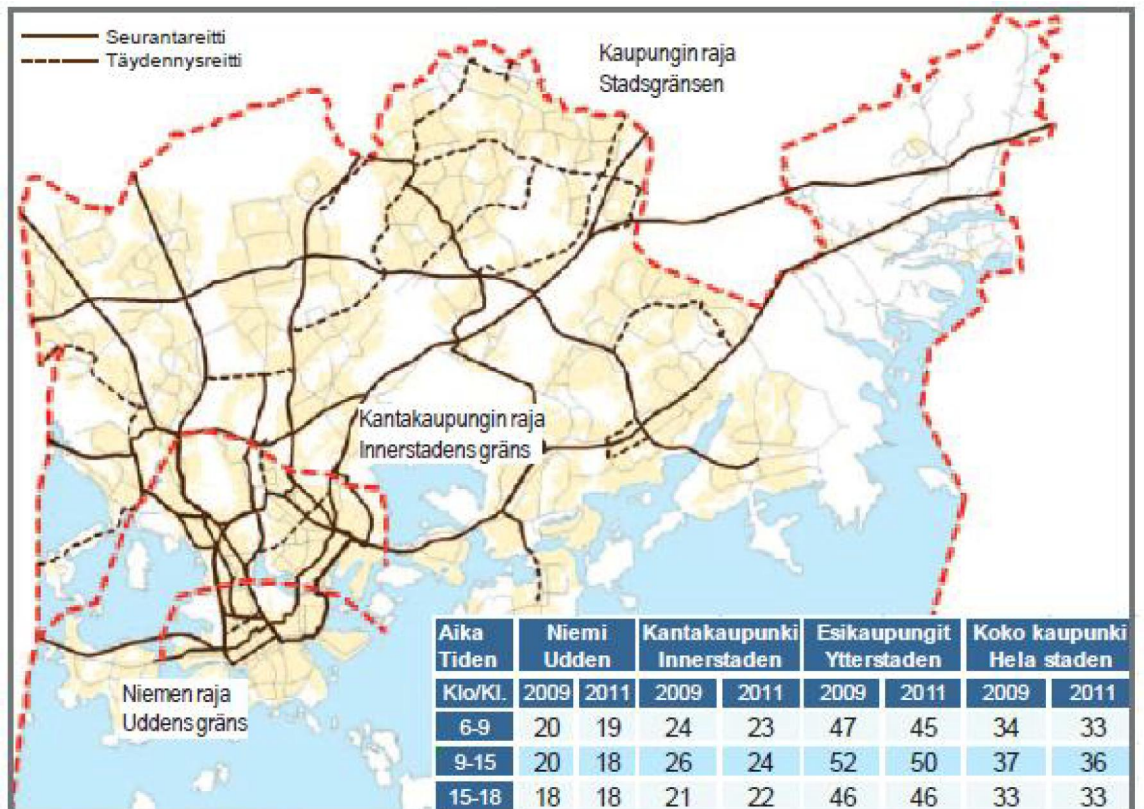 Seurantareitti
Täydennysreitti
Kaupungin raja
Stadsgränsen
Kantakaupungin raja
Innerstadens gräns
Niemen raja
Uddens gräns
Aika Niemi Kantakaupunki Esikaupungit Koko kaupunki
Tiden Udden Innerstaden Ytterstaden Hela staden
Klo/Kl. 2009 2011 2009 2011 2009 2011 2009 2011
6-9 20 19 24 23 47 45 34 33
9-15 20 18 26 24 52 50 37 36
15-18 18 18 21 22 46 46 33 33